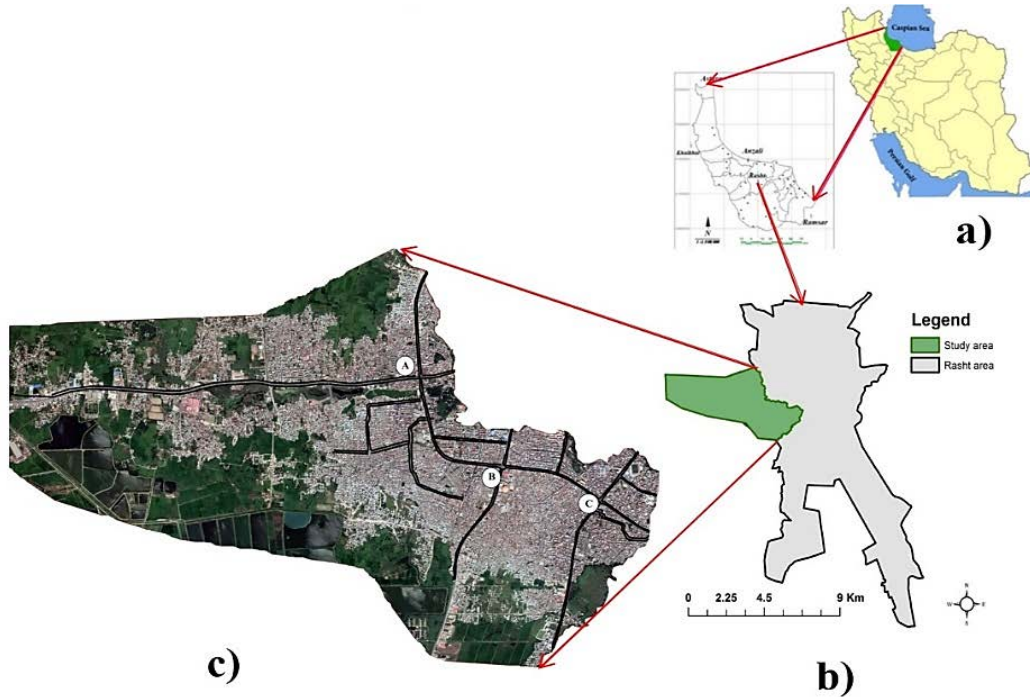 Caspian Sea
Persian Gulf
a)
Anzali
Rasht
Ramsar
N
Legend
Study area
Rasht area
0 2.25 4.5 9 Km
N
W E
S
b)
A
B
C
c)